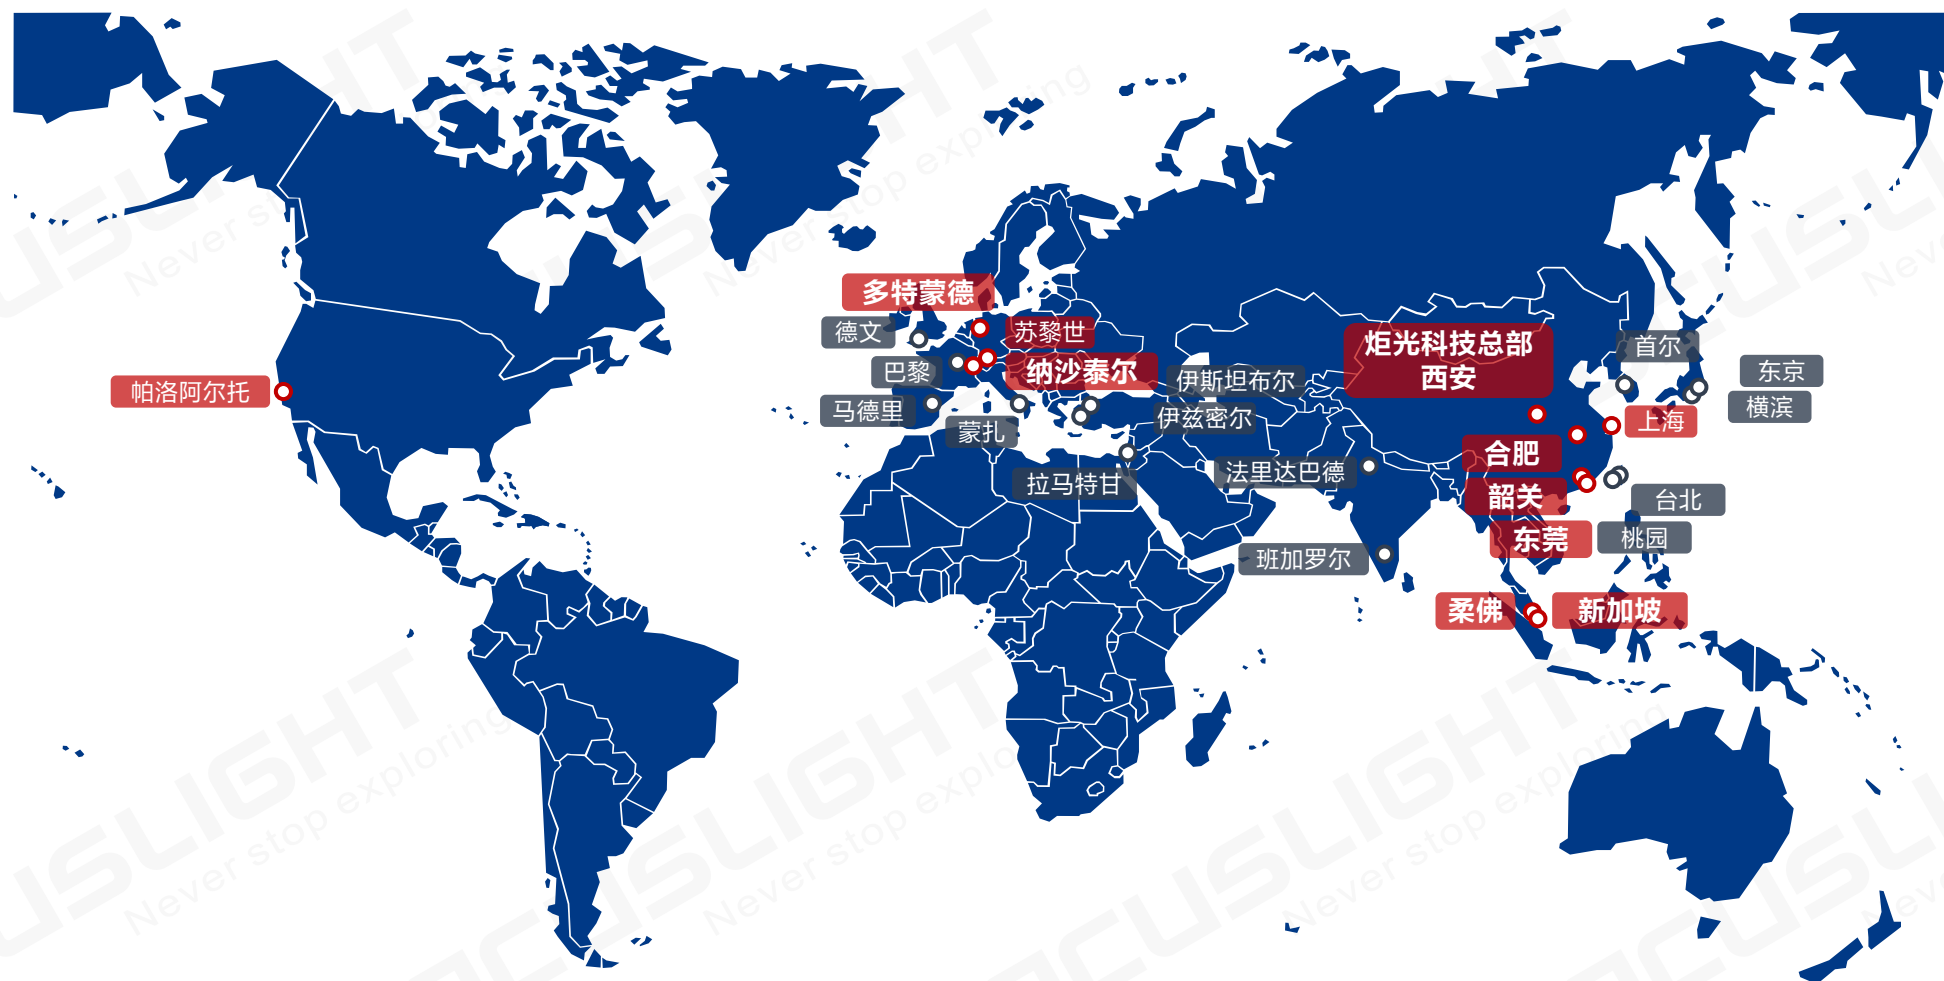 多特蒙德
德文
苏黎世
炬光科技总部
西安
首尔
巴黎
纳沙泰尔
伊斯坦布尔
东京
帕洛阿尔托
马德里
伊兹密尔
横滨
蒙扎
上海
合肥
拉马特甘
法里达巴德
韶关
台北
东莞
桃园
班加罗尔
柔佛
新加坡
FOCUSLIGHT
Never stop exploring